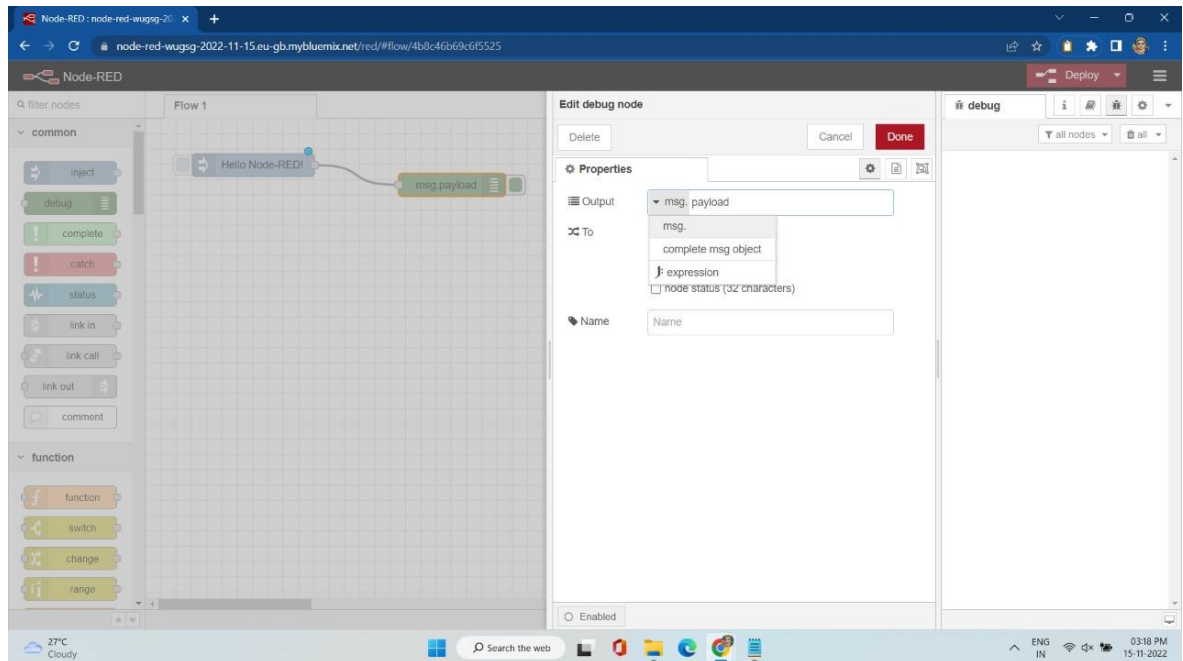 Node-RED : node-red-wugsg-20
node-red-wugsg-2022-11-15.eu-gb.mybluemix.net/red/#flow/4b8c46b69c6f5525
Node-RED
Deploy
filter nodes
Flow 1
Edit debug node
debug
i
common
Delete
Cancel
Done
all nodes
all
inject
Hello Node-RED!
Properties
debug
msg.payload
Output
msg. payload
complete
To
msg.
complete msg object
catch
expression
status
node status (32 characters)
link in
Name
Name
link call
link out
comment
function
function
switch
change
range
Enabled
27°C
Cloudy
Search the web
ENG
IN
03:18 PM
15-11-2022